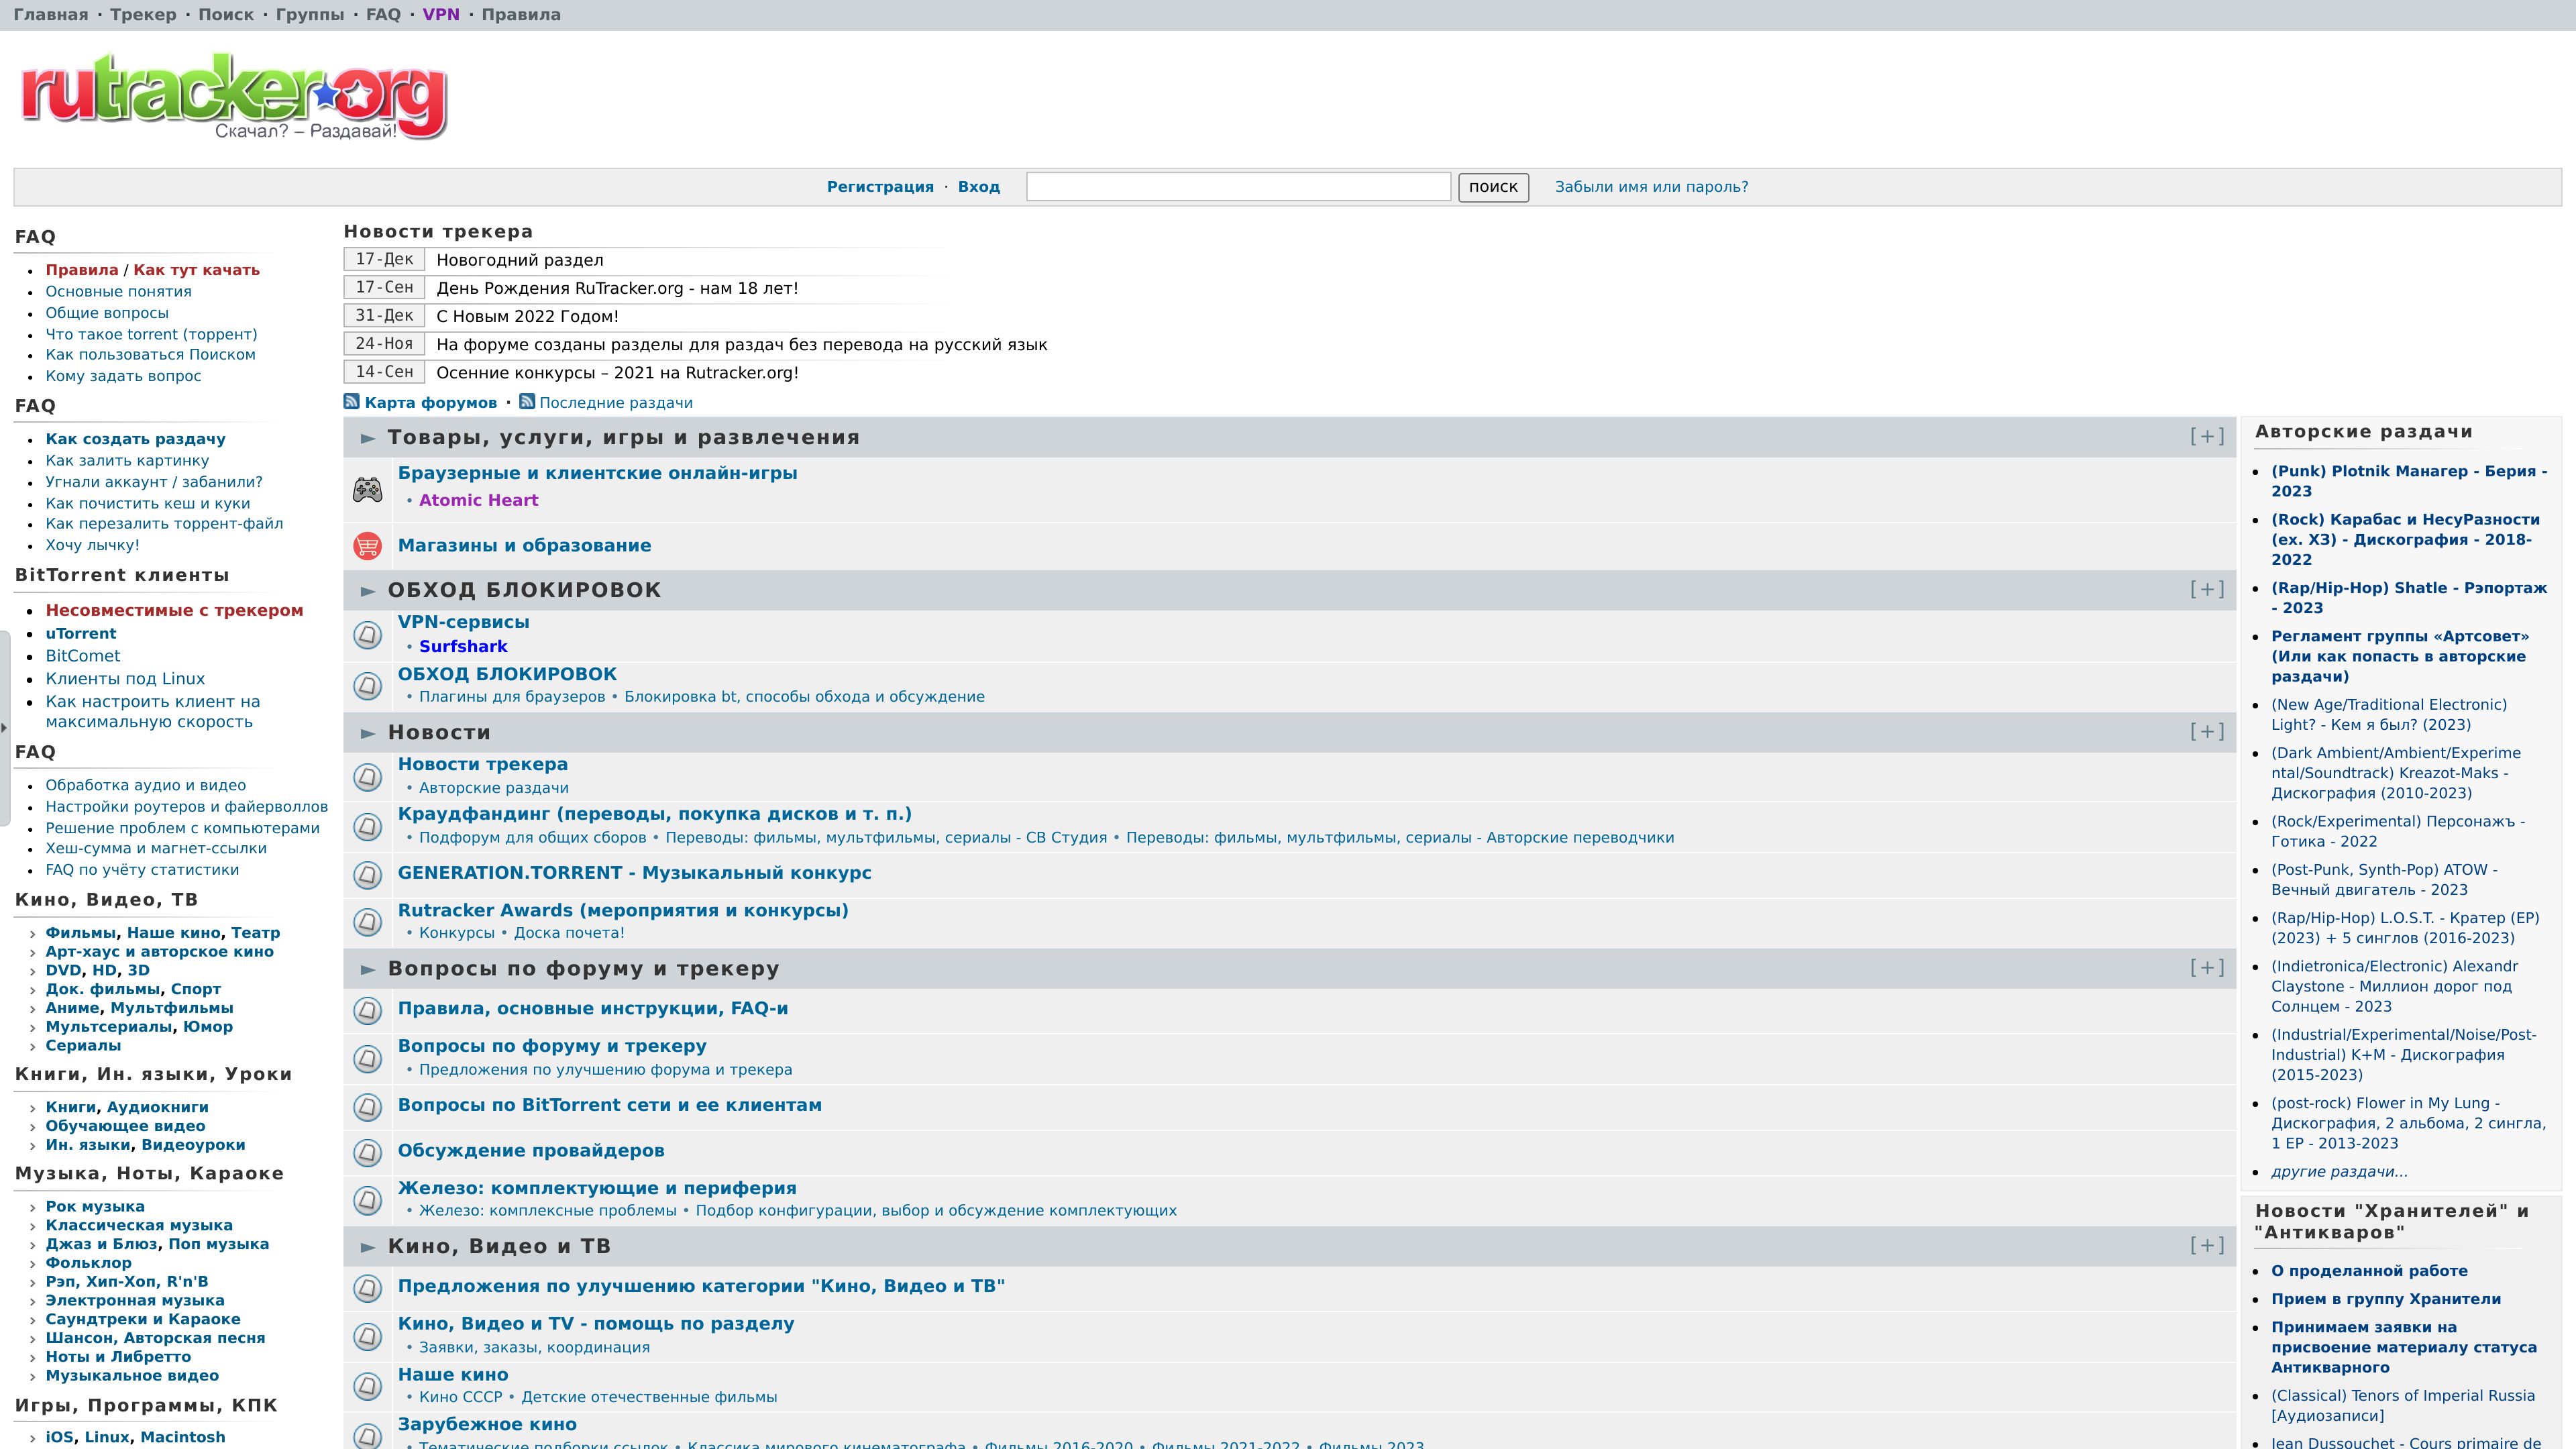 Главная · Трекер · Поиск · Группы · FAQ · VPN · Правила
rutracker.org
Скачал? – Раздавай!
Регистрация · Вход поиск Забыли имя или пароль?
FAQ
Правила / Как тут качать
Основные понятия
Общие вопросы
Что такое torrent (торрент)
Как пользоваться Поиском
Кому задать вопрос
FAQ
Как создать раздачу
Как залить картинку
Угнали аккаунт / забанили?
Как почистить кеш и куки
Как перезалить торрент-файл
Хочу лычку!
BitTorrent клиенты
Несовместимые с трекером
uTorrent
BitComet
Клиенты под Linux
Как настроить клиент на
максимальную скорость
FAQ
Обработка аудио и видео
Настройки роутеров и файерволлов
Решение проблем с компьютерами
Хеш-сумма и магнет-ссылки
FAQ по учёту статистики
Кино, Видео, ТВ
Фильмы, Наше кино, Театр
Арт-хаус и авторское кино
DVD, HD, 3D
Док. фильмы, Спорт
Аниме, Мультфильмы
Мультсериалы, Юмор
Сериалы
Книги, Ин. языки, Уроки
Книги, Аудиокниги
Обучающее видео
Ин. языки, Видеоуроки
Музыка, Ноты, Караоке
Рок музыка
Классическая музыка
Джаз и Блюз, Поп музыка
Фольклор
Рэп, Хип-Хоп, R'n'B
Электронная музыка
Саундтреки и Караоке
Шансон, Авторская песня
Ноты и Либретто
Музыкальное видео
Игры, Программы, КПК
iOS, Linux, Macintosh
Новости трекера
17-Дек Новогодний раздел
17-Сен День Рождения RuTracker.org - нам 18 лет!
31-Дек С Новым 2022 Годом!
24-Ноя На форуме созданы разделы для раздач без перевода на русский язык
14-Сен Осенние конкурсы – 2021 на Rutracker.org!
Карта форумов · Последние раздачи
► Товары, услуги, игры и развлечения [+]
Браузерные и клиентские онлайн-игры
• Atomic Heart
Магазины и образование
► ОБХОД БЛОКИРОВОК [+]
VPN-сервисы
• Surfshark
ОБХОД БЛОКИРОВОК
• Плагины для браузеров • Блокировка bt, способы обхода и обсуждение
► Новости [+]
Новости трекера
• Авторские раздачи
Краудфандинг (переводы, покупка дисков и т. п.)
• Подфорум для общих сборов • Переводы: фильмы, мультфильмы, сериалы - СВ Студия • Переводы: фильмы, мультфильмы, сериалы - Авторские переводчики
GENERATION.TORRENT - Музыкальный конкурс
Rutracker Awards (мероприятия и конкурсы)
• Конкурсы • Доска почета!
► Вопросы по форуму и трекеру [+]
Правила, основные инструкции, FAQ-и
Вопросы по форуму и трекеру
• Предложения по улучшению форума и трекера
Вопросы по BitTorrent сети и ее клиентам
Обсуждение провайдеров
Железо: комплектующие и периферия
• Железо: комплексные проблемы • Подбор конфигурации, выбор и обсуждение комплектующих
► Кино, Видео и ТВ [+]
Предложения по улучшению категории "Кино, Видео и ТВ"
Кино, Видео и TV - помощь по разделу
• Заявки, заказы, координация
Наше кино
• Кино СССР • Детские отечественные фильмы
Зарубежное кино
• Тематические подборки ссылок • Классика мирового кинематографа • Фильмы 2016-2020 • Фильмы 2021-2022 • Фильмы 2023
Авторские раздачи
(Punk) Plotnik Манагер - Берия -
2023
(Rock) Карабас и НесуРазности
(ex. ХЗ) - Дискография - 2018-
2022
(Rap/Hip-Hop) Shatle - Рэпортаж
- 2023
Регламент группы «Артсовет»
(Или как попасть в авторские
раздачи)
(New Age/Traditional Electronic)
Light? - Кем я был? (2023)
(Dark Ambient/Ambient/Experime
ntal/Soundtrack) Kreazot-Maks -
Дискография (2010-2023)
(Rock/Experimental) Персонажъ -
Готика - 2022
(Post-Punk, Synth-Pop) ATOW -
Вечный двигатель - 2023
(Rap/Hip-Hop) L.O.S.T. - Кратер (EP)
(2023) + 5 синглов (2016-2023)
(Indietronica/Electronic) Alexandr
Claystone - Миллион дорог под
Солнцем - 2023
(Industrial/Experimental/Noise/Post-
Industrial) K+M - Дискография
(2015-2023)
(post-rock) Flower in My Lung -
Дискография, 2 альбома, 2 сингла,
1 EP - 2013-2023
другие раздачи...
Новости "Хранителей" и
"Антикваров"
О проделанной работе
Прием в группу Хранители
Принимаем заявки на
присвоение материалу статуса
Антикварного
(Classical) Tenors of Imperial Russia
[Аудиозаписи]
Jean Dussouchet - Cours primaire de